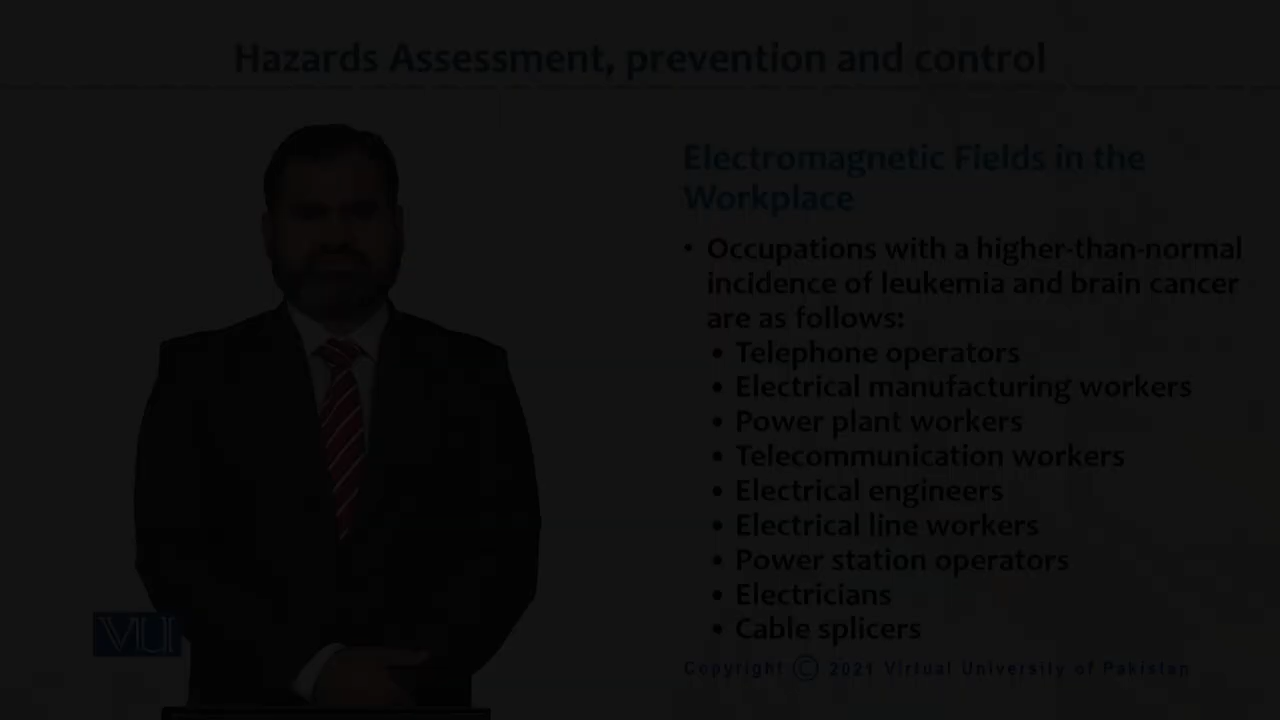 Hazards Assessment, prevention and control
Electromagnetic Fields in the
Workplace
• Occupations with a higher-than-normal
incidence of leukemia and brain cancer
are as follows:
• Telephone operators
• Electrical manufacturing workers
• Power plant workers
• Telecommunication workers
• Electrical engineers
• Electrical line workers
• Power station operators
• Electricians
• Cable splicers
VU
Copyright © 2021 Virtual University of Pakistan